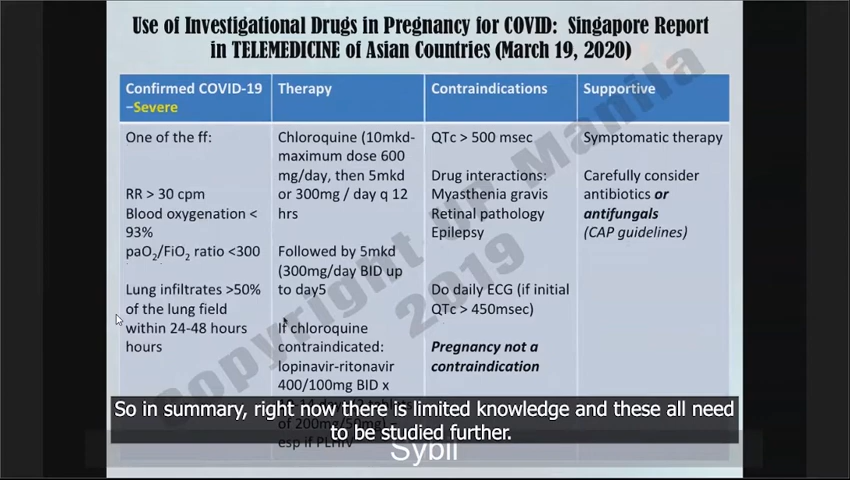 Use of Investigational Drugs in Pregnancy for COVID: Singapore Report
in TELEMEDICINE of Asian Countries (March 19, 2020)
Confirmed COVID-19
–Severe
Therapy
Contraindications
Supportive
One of the ff:
RR > 30 cpm
Blood oxygenation <
93%
paO2/FiO2 ratio <300
Lung infiltrates >50%
of the lung field
within 24-48 hours
hours
Chloroquine (10mkd-
maximum dose 600
mg/day, then 5mkd
or 300mg / day q 12
hrs
Followed by 5mkd
(300mg/day BID up
to day5
If chloroquine
contraindicated:
lopinavir-ritonavir
400/100mg BID x
of 200mg/50mg) –
esp if PLHIV
QTc > 500 msec
Drug interactions:
Myasthenia gravis
Retinal pathology
Epilepsy
Do daily ECG (if initial
QTc > 450msec)
Pregnancy not a
contraindication
Symptomatic therapy
Carefully consider
antibiotics or
antifungals
(CAP guidelines)
Copyright UP Manila
2019
So in summary, right now there is limited knowledge and these all need
to be studied further.
Sybil